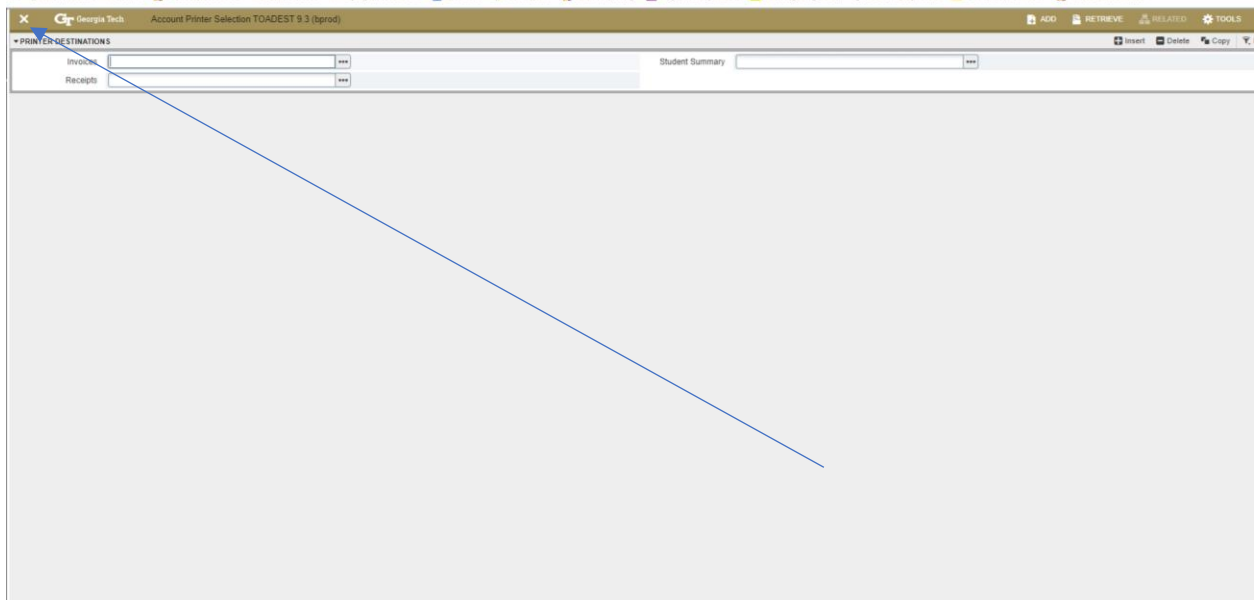 GT Georgia Tech Account Printer Selection TOADEST 9.3 (bprod) ADD RETRIEVE RELATED TOOLS
PRINTER DESTINATIONS Insert Delete Copy
Invoices Student Summary
Receipts